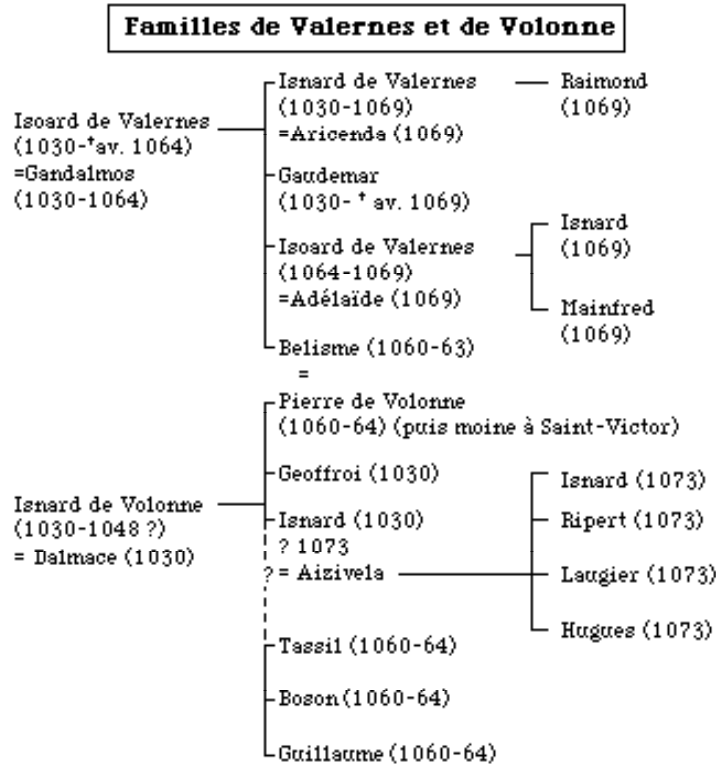 Familles de Valernes et de Volonne
Isoard de Valernes
(1030-†av. 1064)
=Gandalmos
(1030-1064)
Isnard de Valernes
(1030-1069)
=Aricenda (1069)
Raimond
(1069)
Gaudemar
(1030- † av. 1069)
Isoard de Valernes
(1064-1069)
=Adélaïde (1069)
Isnard
(1069)
Mainfred
(1069)
Belisme (1060-63)
=
Pierre de Volonne
(1060-64) (puis moine à Saint-Victor)
Isnard de Volonne
(1030-1048 ?)
= Dalmace (1030)
Geoffroi (1030)
Isnard (1030)
? 1073
? = Aizivela
Isnard (1073)
Ripert (1073)
Laugier (1073)
Hugues (1073)
Tassil (1060-64)
Boson (1060-64)
Guillaume (1060-64)